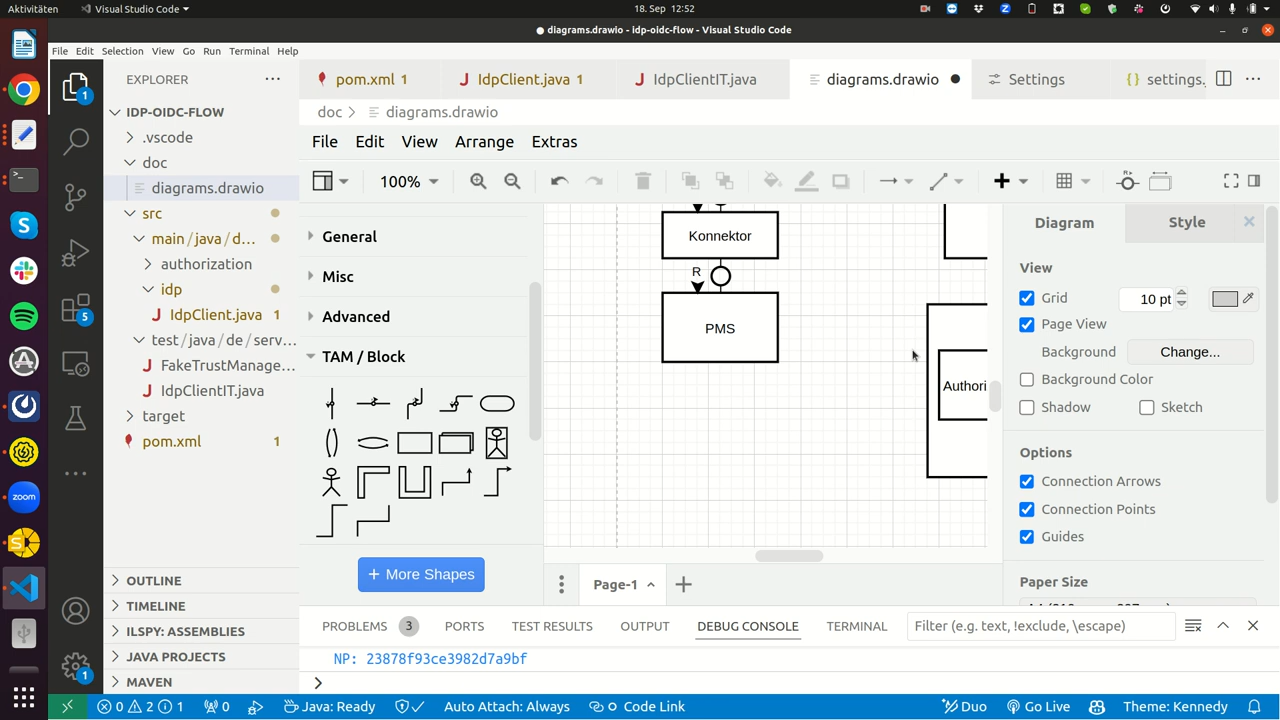 Aktivitäten
Visual Studio Code
18. Sep 12:52
diagrams.drawio - idp-oidc-flow - Visual Studio Code
File Edit Selection View Go Run Terminal Help
EXPLORER
pom.xml 1
IdpClient.java 1
IdpClientIT.java
diagrams.drawio
Settings
settings.
IDP-OIDC-FLOW
.vscode
doc
diagrams.drawio
src
main/java/d...
authorization
idp
IdpClient.java 1
test/java/de/serv...
FakeTrustManage...
IdpClientIT.java
target
pom.xml 1
OUTLINE
TIMELINE
ILSPY: ASSEMBLIES
JAVA PROJECTS
MAVEN
1
5
1
zoom
doc > diagrams.drawio
File Edit View Arrange Extras
100%
General
Misc
Advanced
TAM / Block
+ More Shapes
Konnektor
R
PMS
Authori
Page-1
Diagram
Style
View
Grid 10 pt
Page View
Background Change...
Background Color
Shadow Sketch
Options
Connection Arrows
Connection Points
Guides
Paper Size
PROBLEMS 3 PORTS TEST RESULTS OUTPUT DEBUG CONSOLE TERMINAL
Filter (e.g. text, !exclude, \escape)
NP: 23878f93ce3982d7a9bf
0 2 1 0 Java: Ready Auto Attach: Always Code Link Duo Go Live Theme: Kennedy